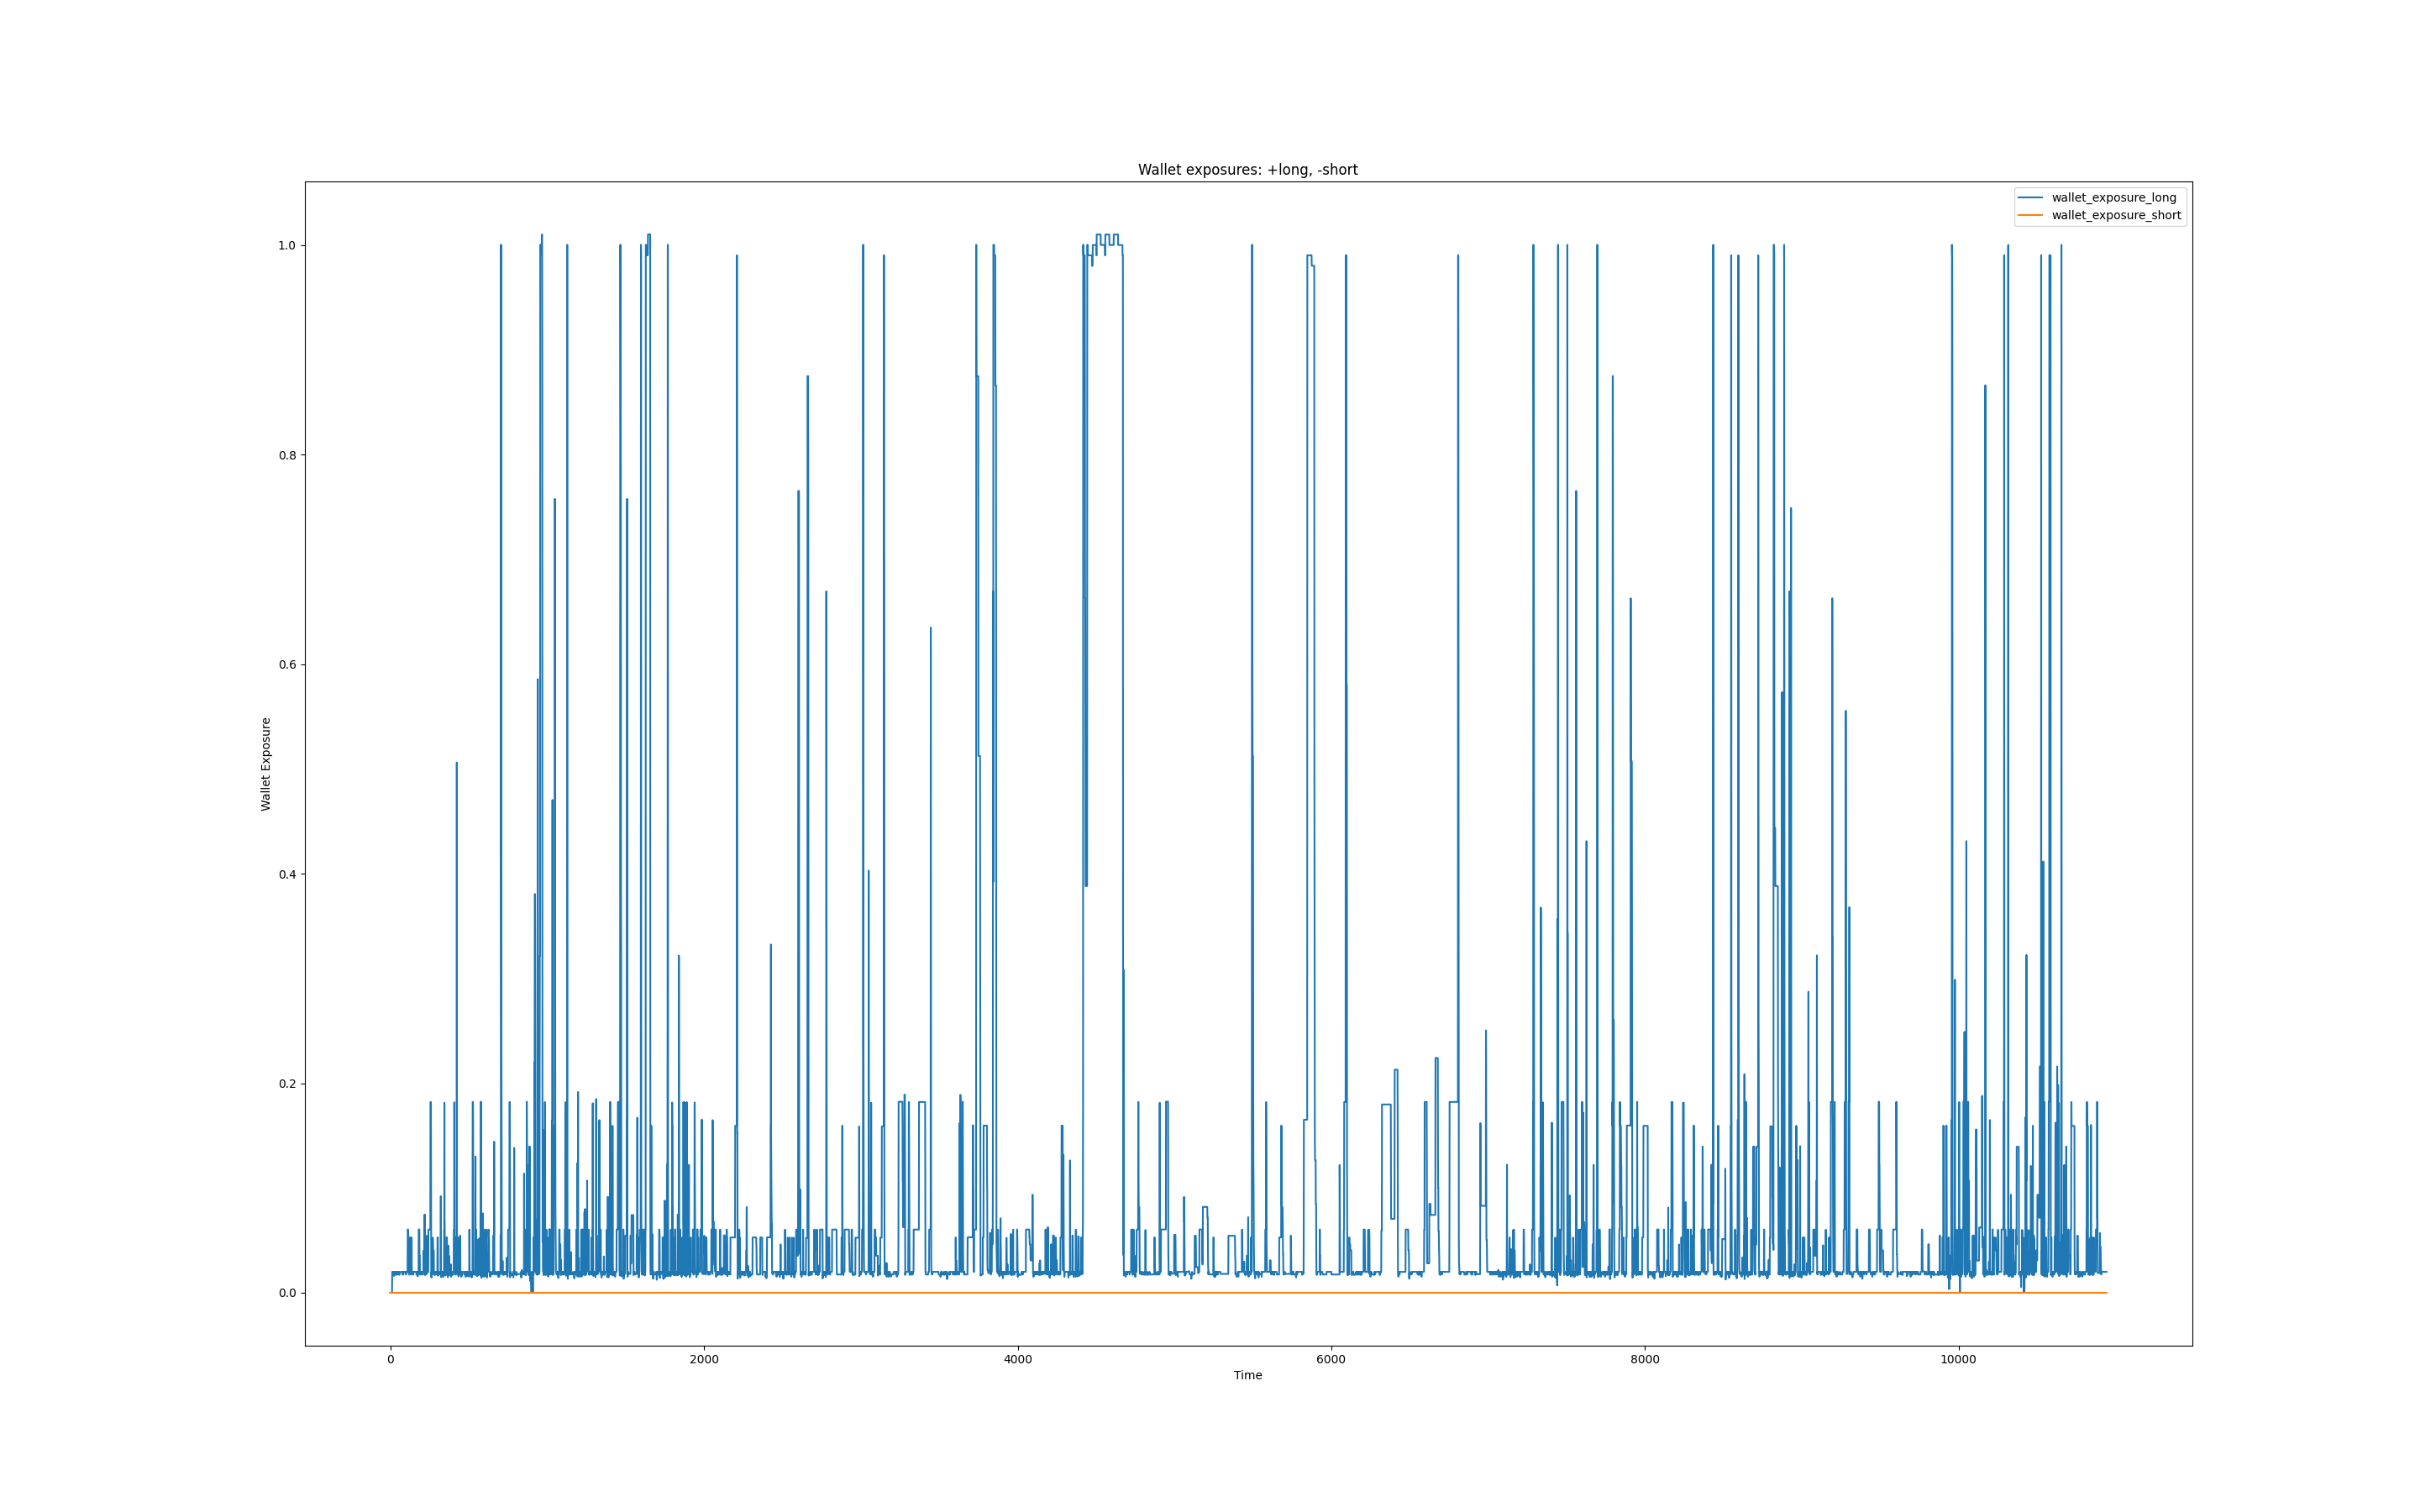 Wallet exposures: +long, -short
wallet_exposure_long
wallet_exposure_short
1.0
0.8
0.6
0.4
0.2
0.0
Wallet Exposure
0 2000 4000 6000 8000 10000
Time